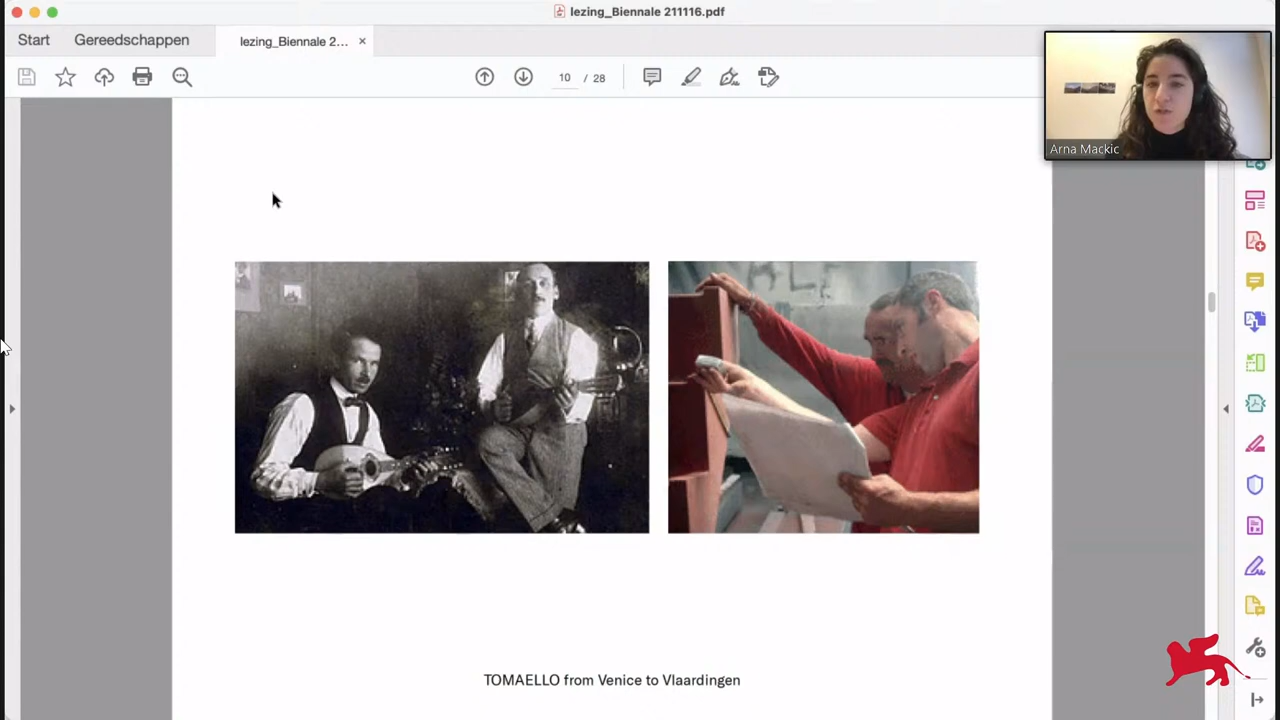 lezing_Biennale 211116.pdf
Start
Gereedschappen
lezing_Biennale 2...
10 / 28
Arna Mackic
TOMAELLO from Venice to Vlaardingen